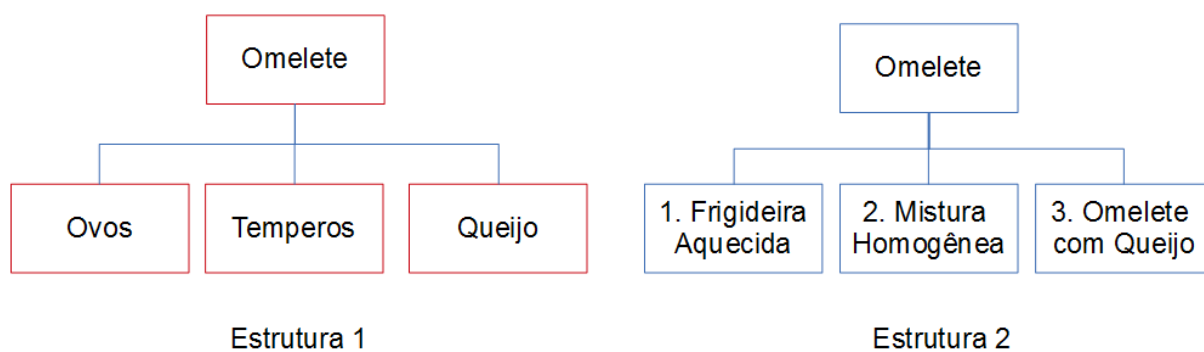 Omelete
Ovos
Temperos
Queijo
Estrutura 1
Omelete
1. Frigideira
Aquecida
2. Mistura
Homogênea
3. Omelete
com Queijo
Estrutura 2